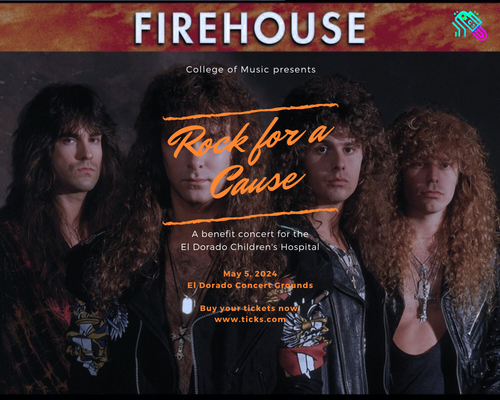 FIREHOUSE
College of Music presents
Rock for a
Cause
A benefit concert for the
El Dorado Children's Hospital
May 5, 2024
El Dorado Concert Grounds
Buy your tickets now
www.ticks.com